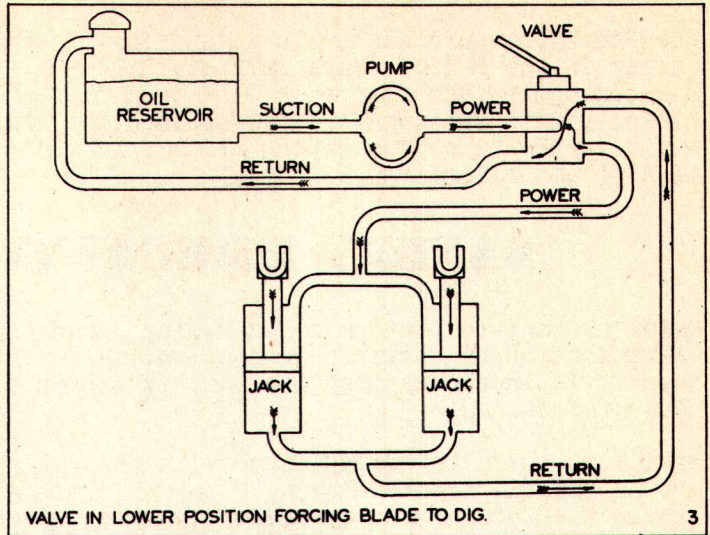 VALVE
PUMP
OIL
RESERVOIR
SUCTION
POWER
RETURN
POWER
JACK
JACK
RETURN
VALVE IN LOWER POSITION FORCING BLADE TO DIG.
3